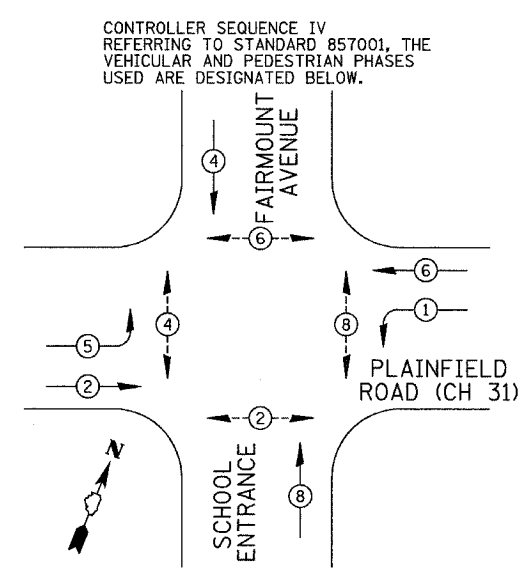 CONTROLLER SEQUENCE IV
REFERRING TO STANDARD 857001, THE
VEHICULAR AND PEDESTRIAN PHASES
USED ARE DESIGNATED BELOW.
4
FAIRMOUNT
AVENUE
6
6
5
4
8
1
2
PLAINFIELD
ROAD (CH 31)
2
N
SCHOOL
ENTRANCE
8